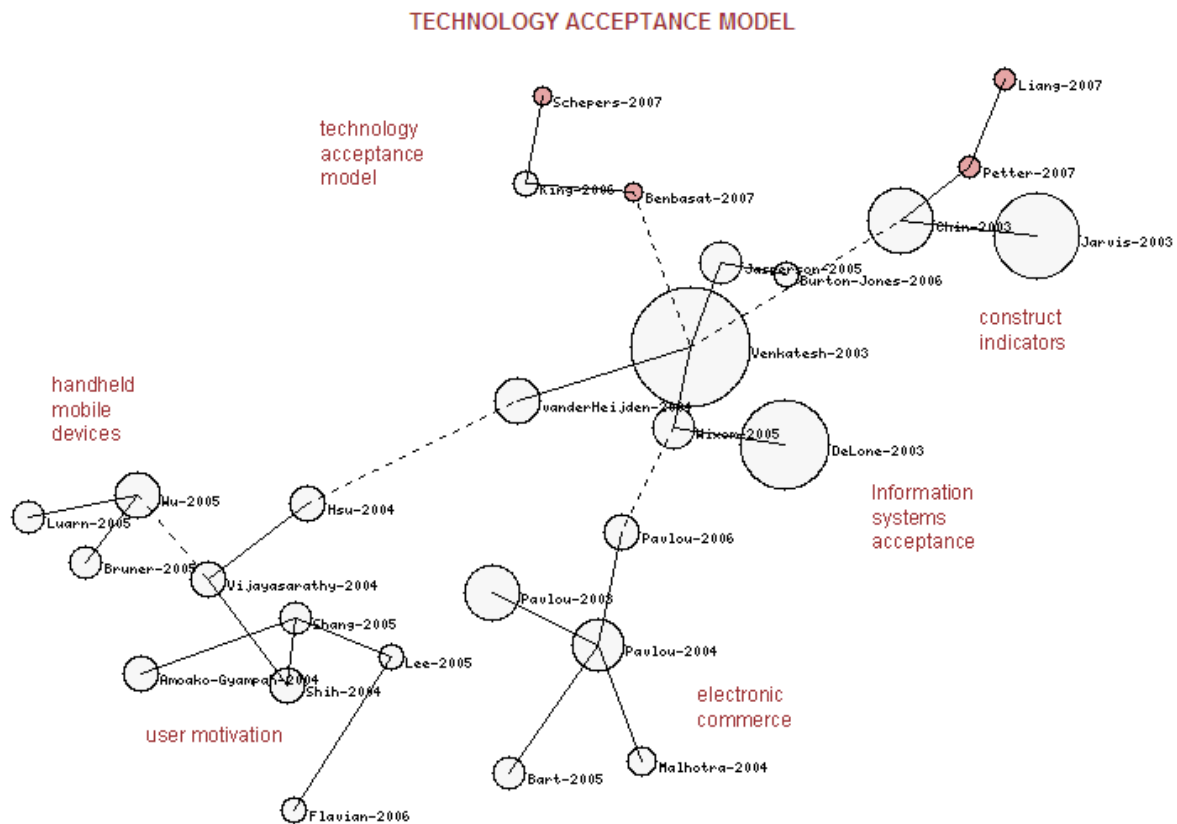 TECHNOLOGY ACCEPTANCE MODEL
Liang-2007
Schepers-2007
technology
acceptance
model
Petter-2007
King-2006
Benbasat-2007
Chin-2003
Jarvis-2003
Jasperson-2005
Burton-Jones-2006
construct
indicators
Venkatesh-2003
handheld
mobile
devices
vanderHeijden-2004
Wixom-2005
DeLone-2003
Information
systems
acceptance
Wu-2005
Luarn-2005
Hsu-2004
Pavlou-2006
Bruner-2005
Vijayasarathy-2004
Pavlou-2003
Shang-2005
Pavlou-2004
Lee-2005
Amoako-Gyampah-2004
Shih-2004
electronic
commerce
user motivation
Bart-2005
Malhotra-2004
Flavian-2006